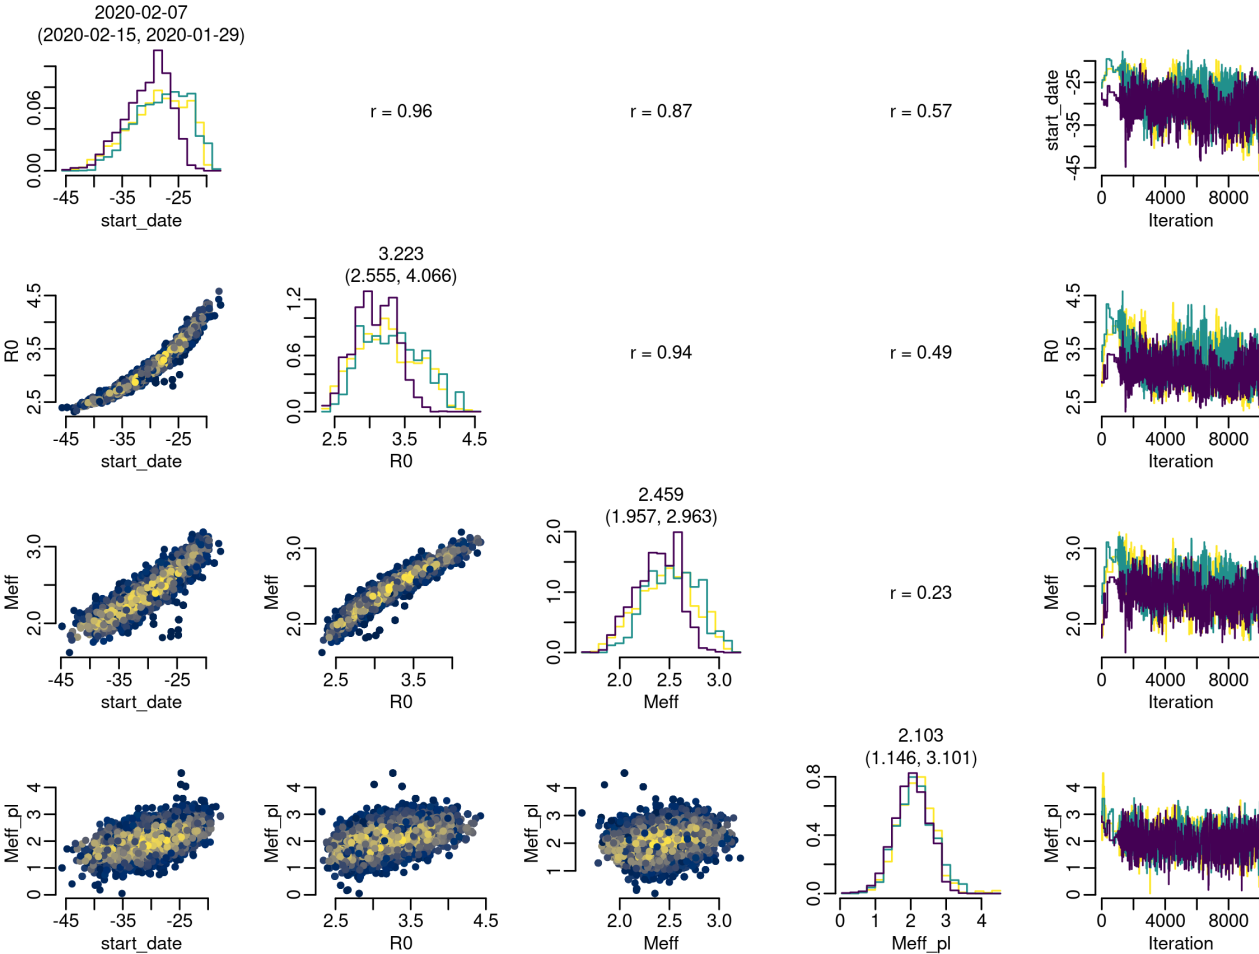 2020-02-07
(2020-02-15, 2020-01-29)
0.00 0.06
-45 -35 -25
start_date
r = 0.96
r = 0.87
r = 0.57
start_date
-45 -35 -25
0 4000 8000
Iteration
R0
2.5 3.5 4.5
-45 -35 -25
start_date
3.223
(2.555, 4.066)
0.0 0.6 1.2
2.5 3.5 4.5
R0
r = 0.94
r = 0.49
R0
2.5 3.5 4.5
0 4000 8000
Iteration
Meff
2.0 3.0
-45 -35 -25
start_date
Meff
2.0 3.0
2.5 3.5
R0
2.459
(1.957, 2.963)
0.0 1.0 2.0
2.0 2.5 3.0
Meff
r = 0.23
Meff
2.0 3.0
0 4000 8000
Iteration
Meff_pl
0 1 2 3 4
-45 -35 -25
start_date
Meff_pl
0 1 2 3 4
2.5 3.5 4.5
R0
Meff_pl
1 2 3 4
2.0 2.5 3.0
Meff
2.103
(1.146, 3.101)
0.0 0.4 0.8
0 1 2 3 4
Meff_pl
Meff_pl
0 1 2 3 4
0 4000 8000
Iteration